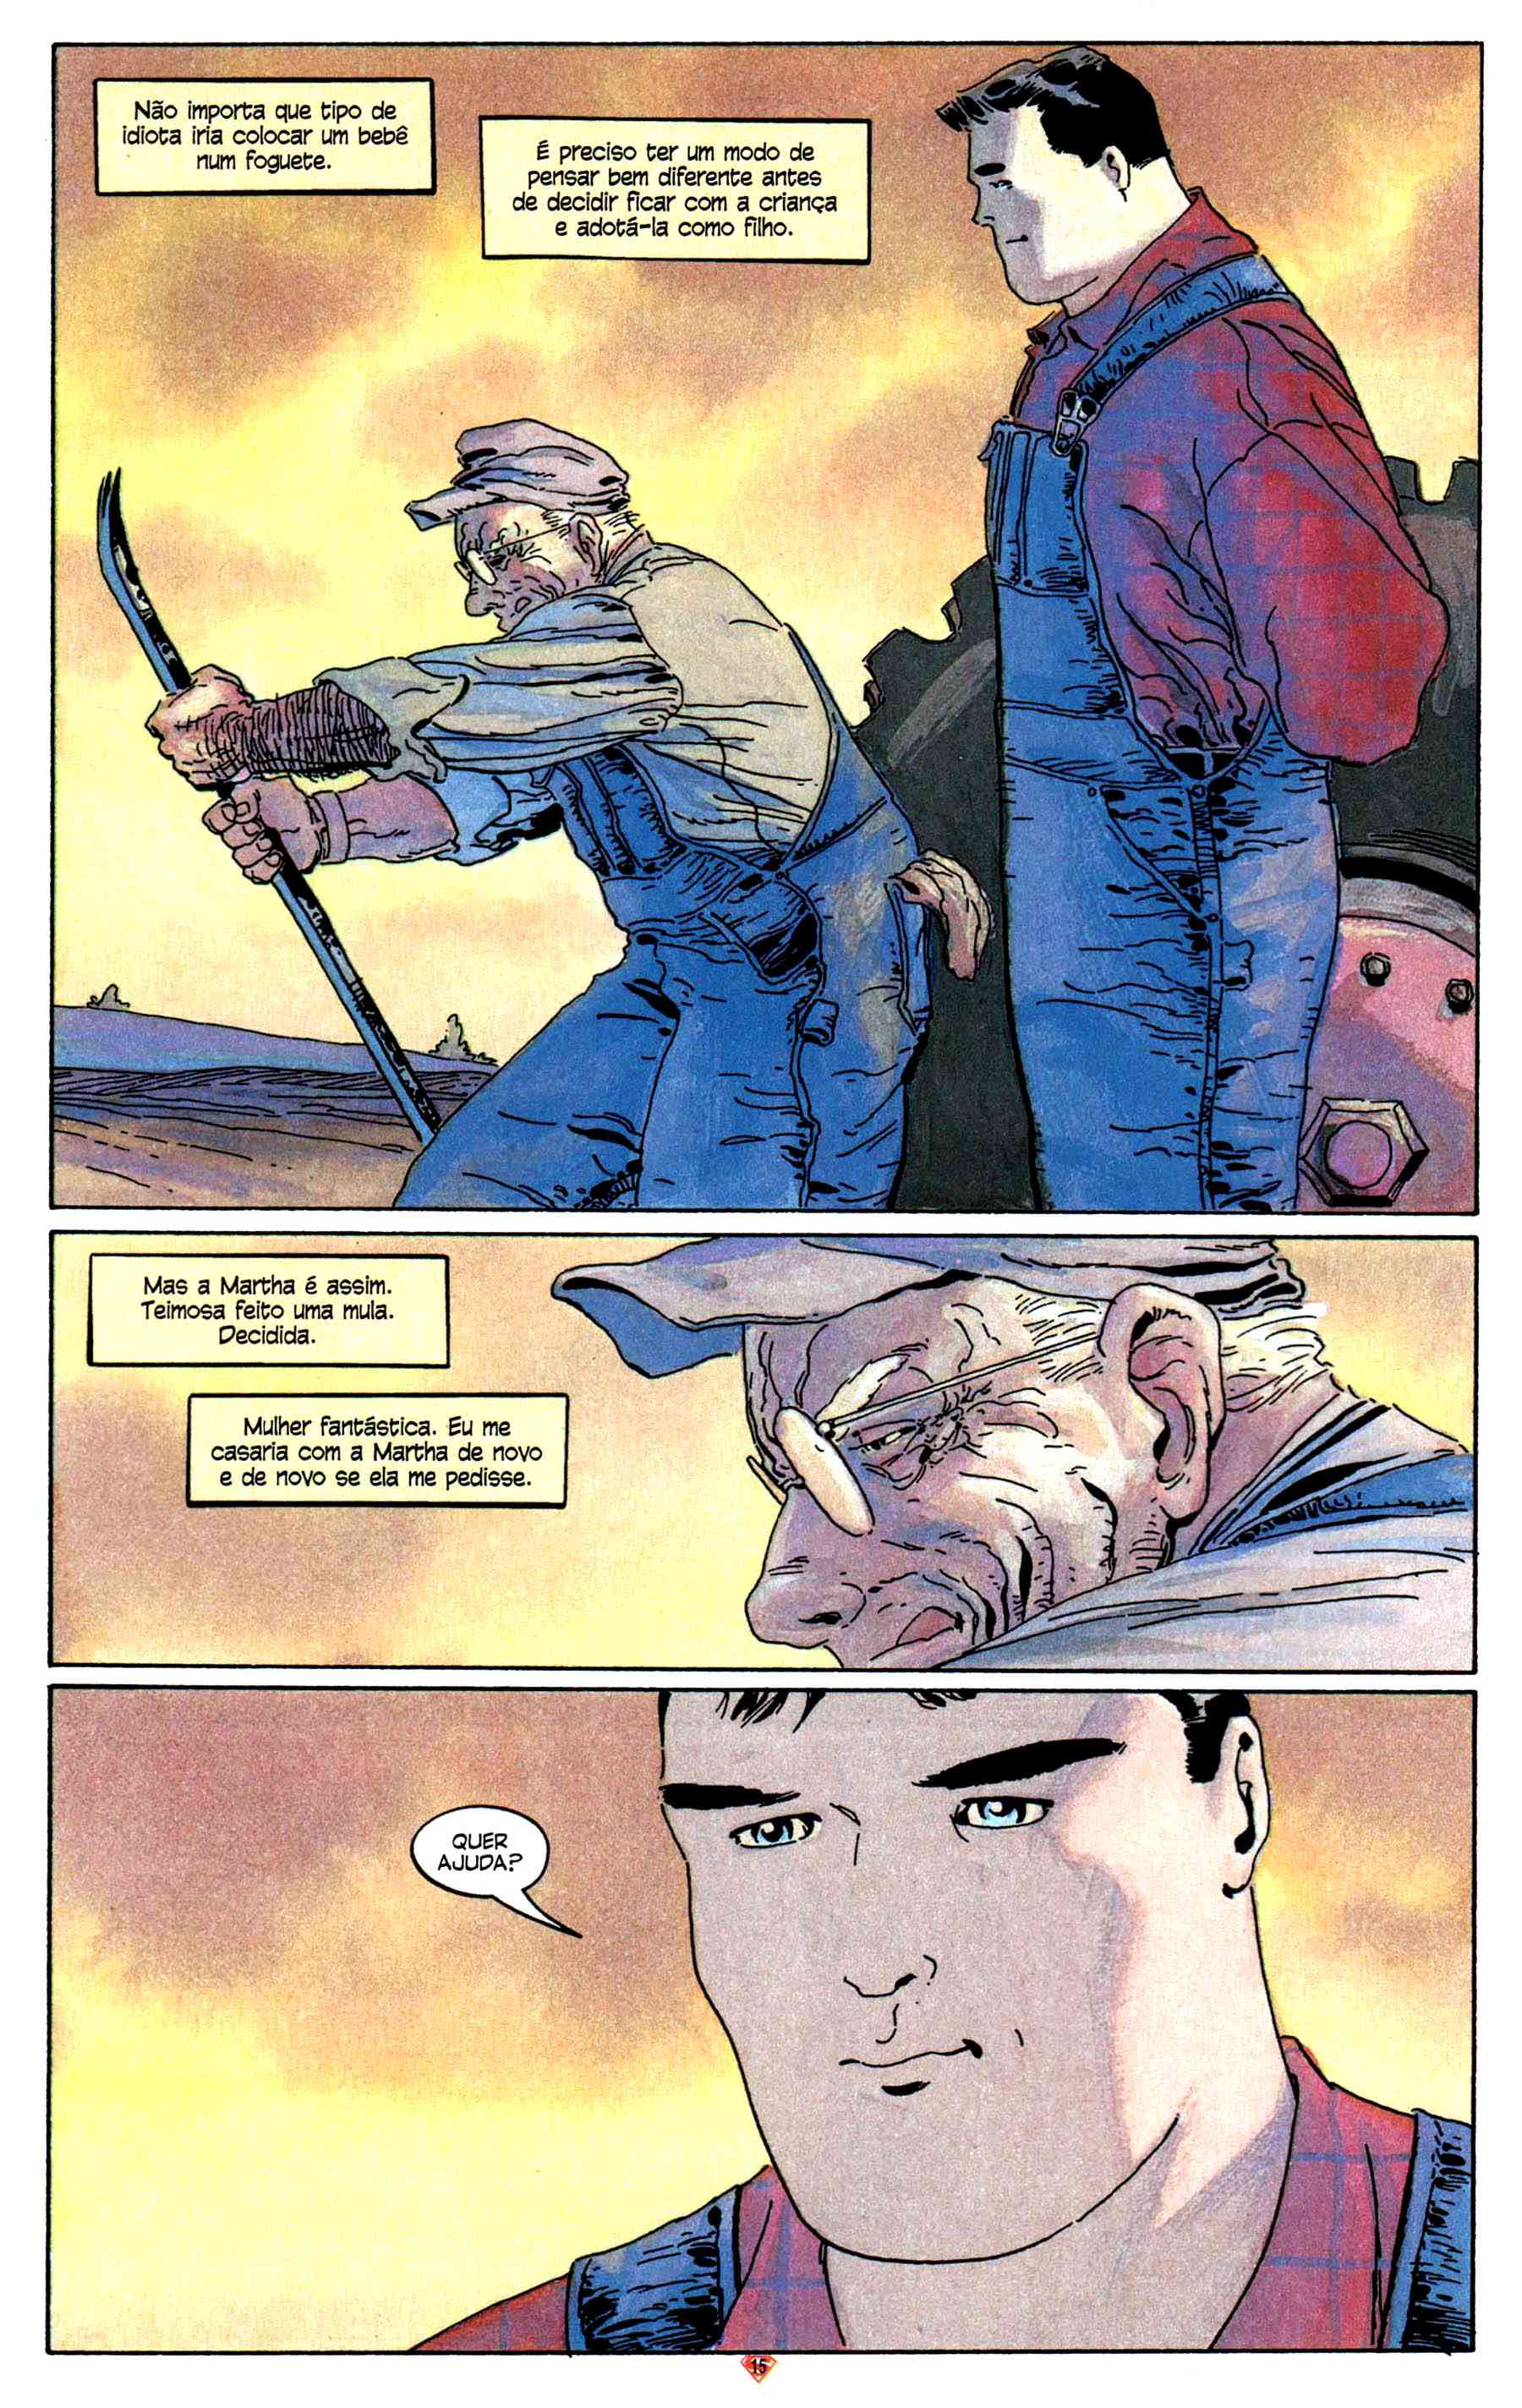 Não importa que tipo de
idiota iria colocar um bebê
num foguete.
É preciso ter um modo de
pensar bem diferente antes
de decidir ficar com a criança
e adotá-la como filho.
Mas a Martha é assim.
Teimosa feito uma mula.
Decidida.
Mulher fantástica. Eu me
casaria com a Martha de novo
e de novo se ela me pedisse.
QUER
AJUDA?
15